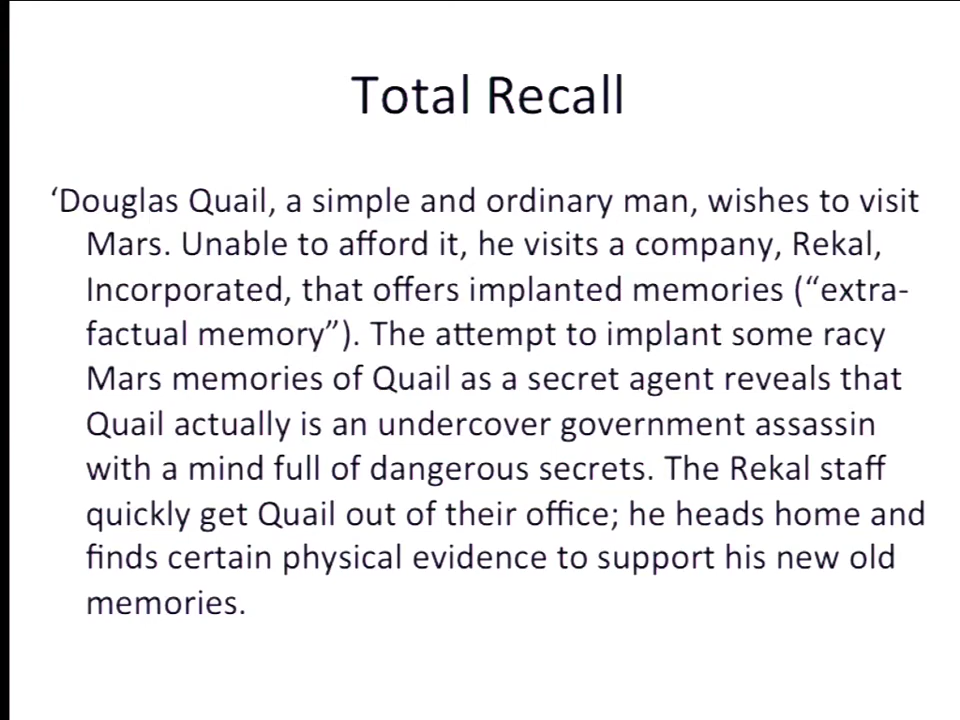 Total Recall
‘Douglas Quail, a simple and ordinary man, wishes to visit
Mars. Unable to afford it, he visits a company, Rekal,
Incorporated, that offers implanted memories (“extra-
factual memory”). The attempt to implant some racy
Mars memories of Quail as a secret agent reveals that
Quail actually is an undercover government assassin
with a mind full of dangerous secrets. The Rekal staff
quickly get Quail out of their office; he heads home and
finds certain physical evidence to support his new old
memories.